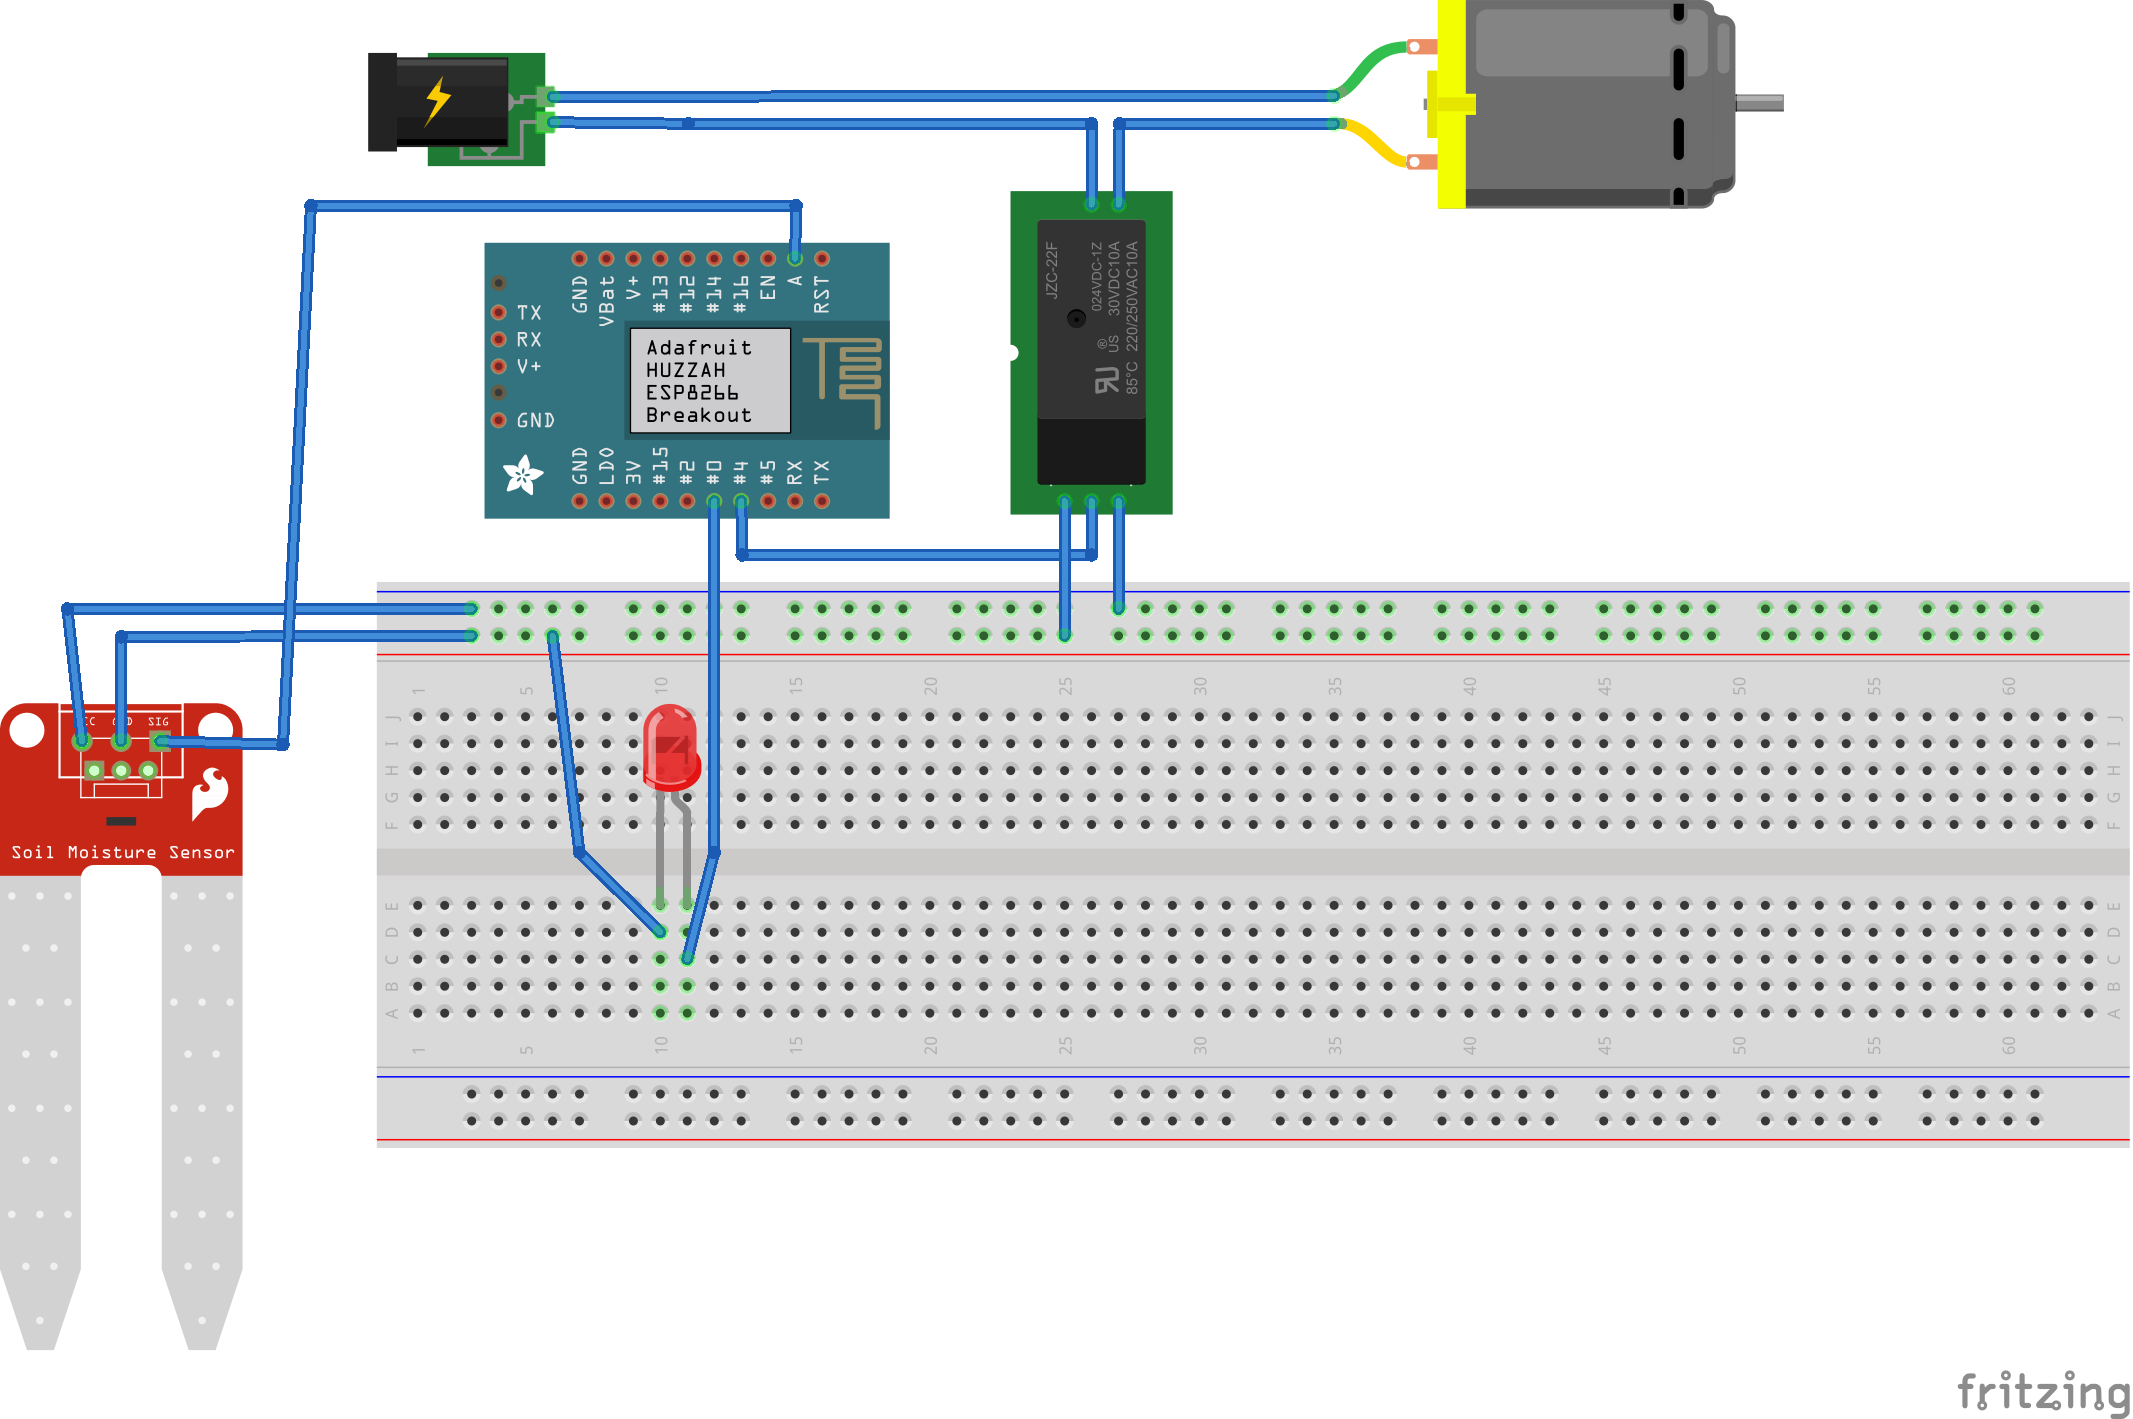 GND VBat V+ #13 #12 #14 #16 EN A RST
TX
RX
V+
GND
Adafruit
HUZZAH
ESP8266
Breakout
GND LDO 3V #15 #2 #0 #4 #5 RX TX
JZC-22F
024VDC-1Z
30VDC10A
220/250VAC10A
US
85°C
SIG
Soil Moisture Sensor
1 5 10 15 20 25 30 35 40 45 50 55 60
J J
I I
H H
G G
F F
E E
D D
C C
B B
A A
1 5 10 15 20 25 30 35 40 45 50 55 60
fritzing